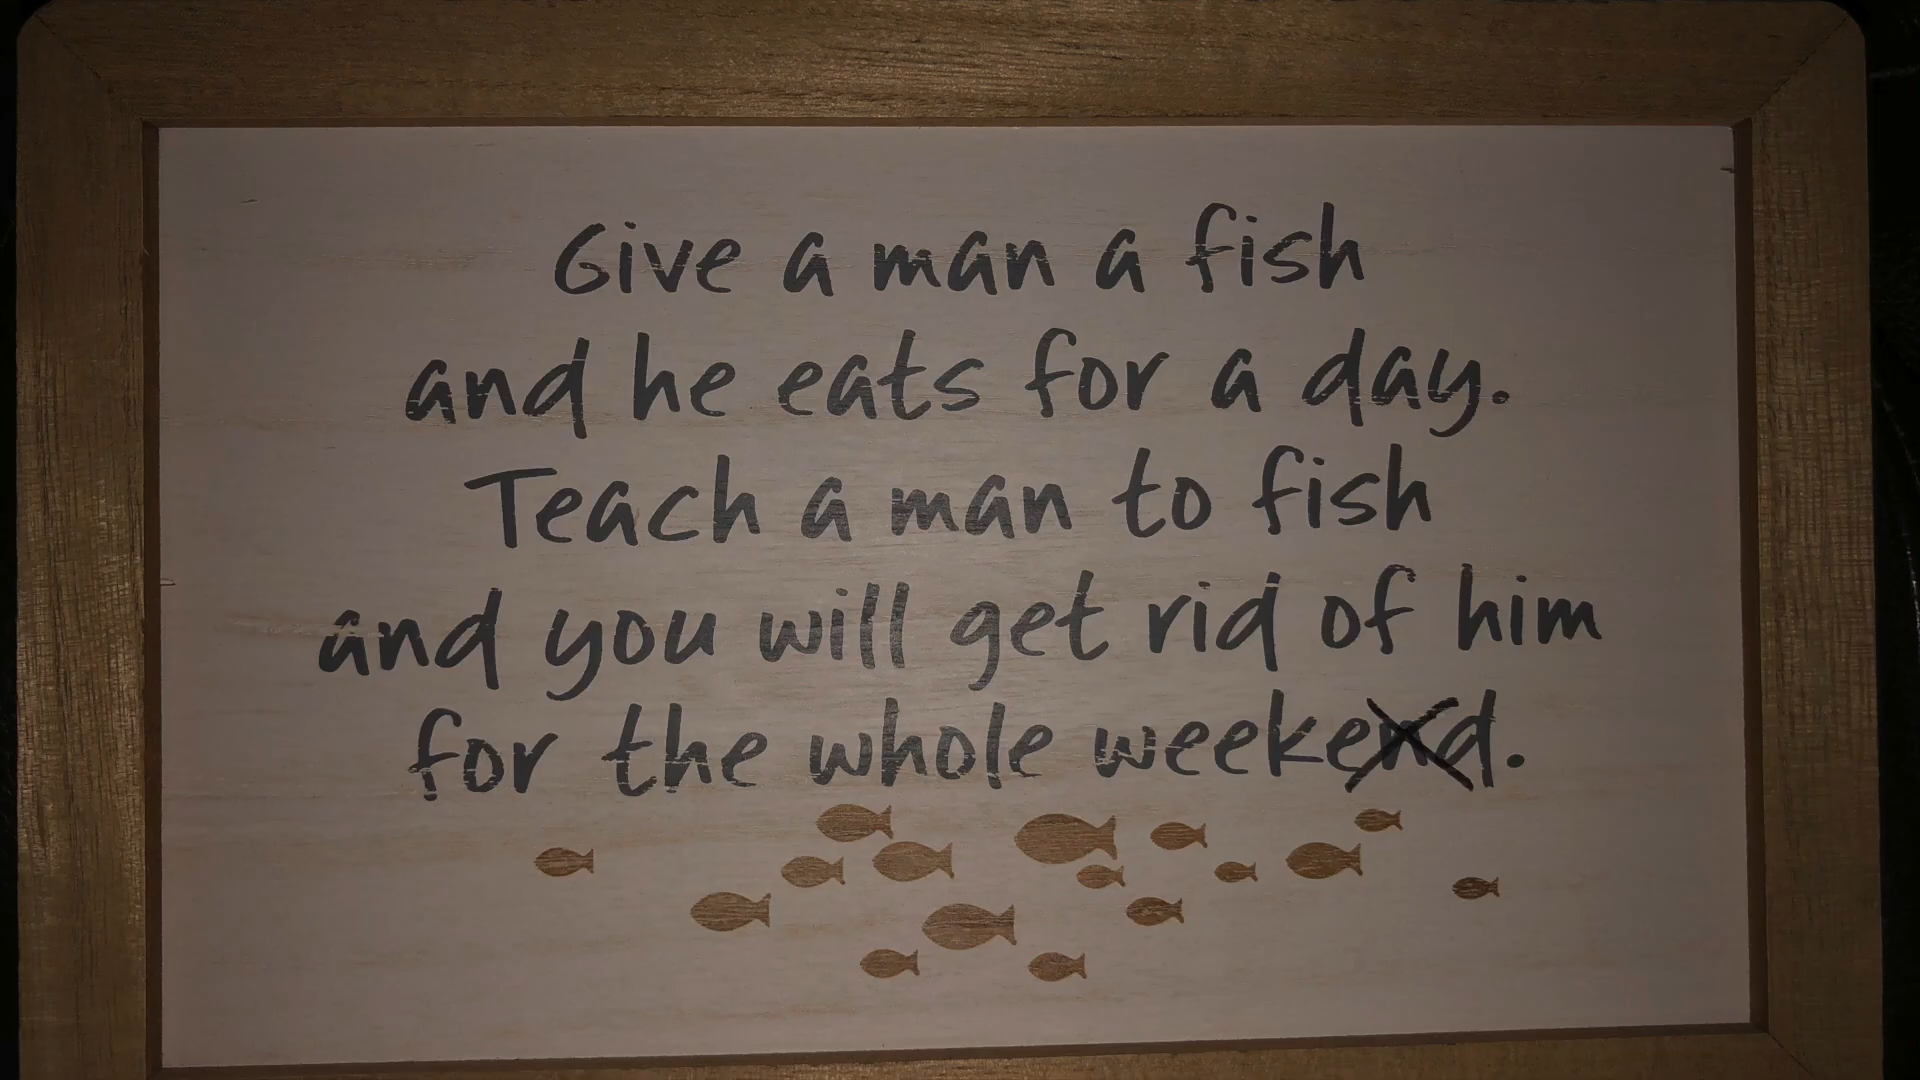 Give a man a fish
and he eats for a day.
Teach a man to fish
and you will get rid of him
for the whole weekend.